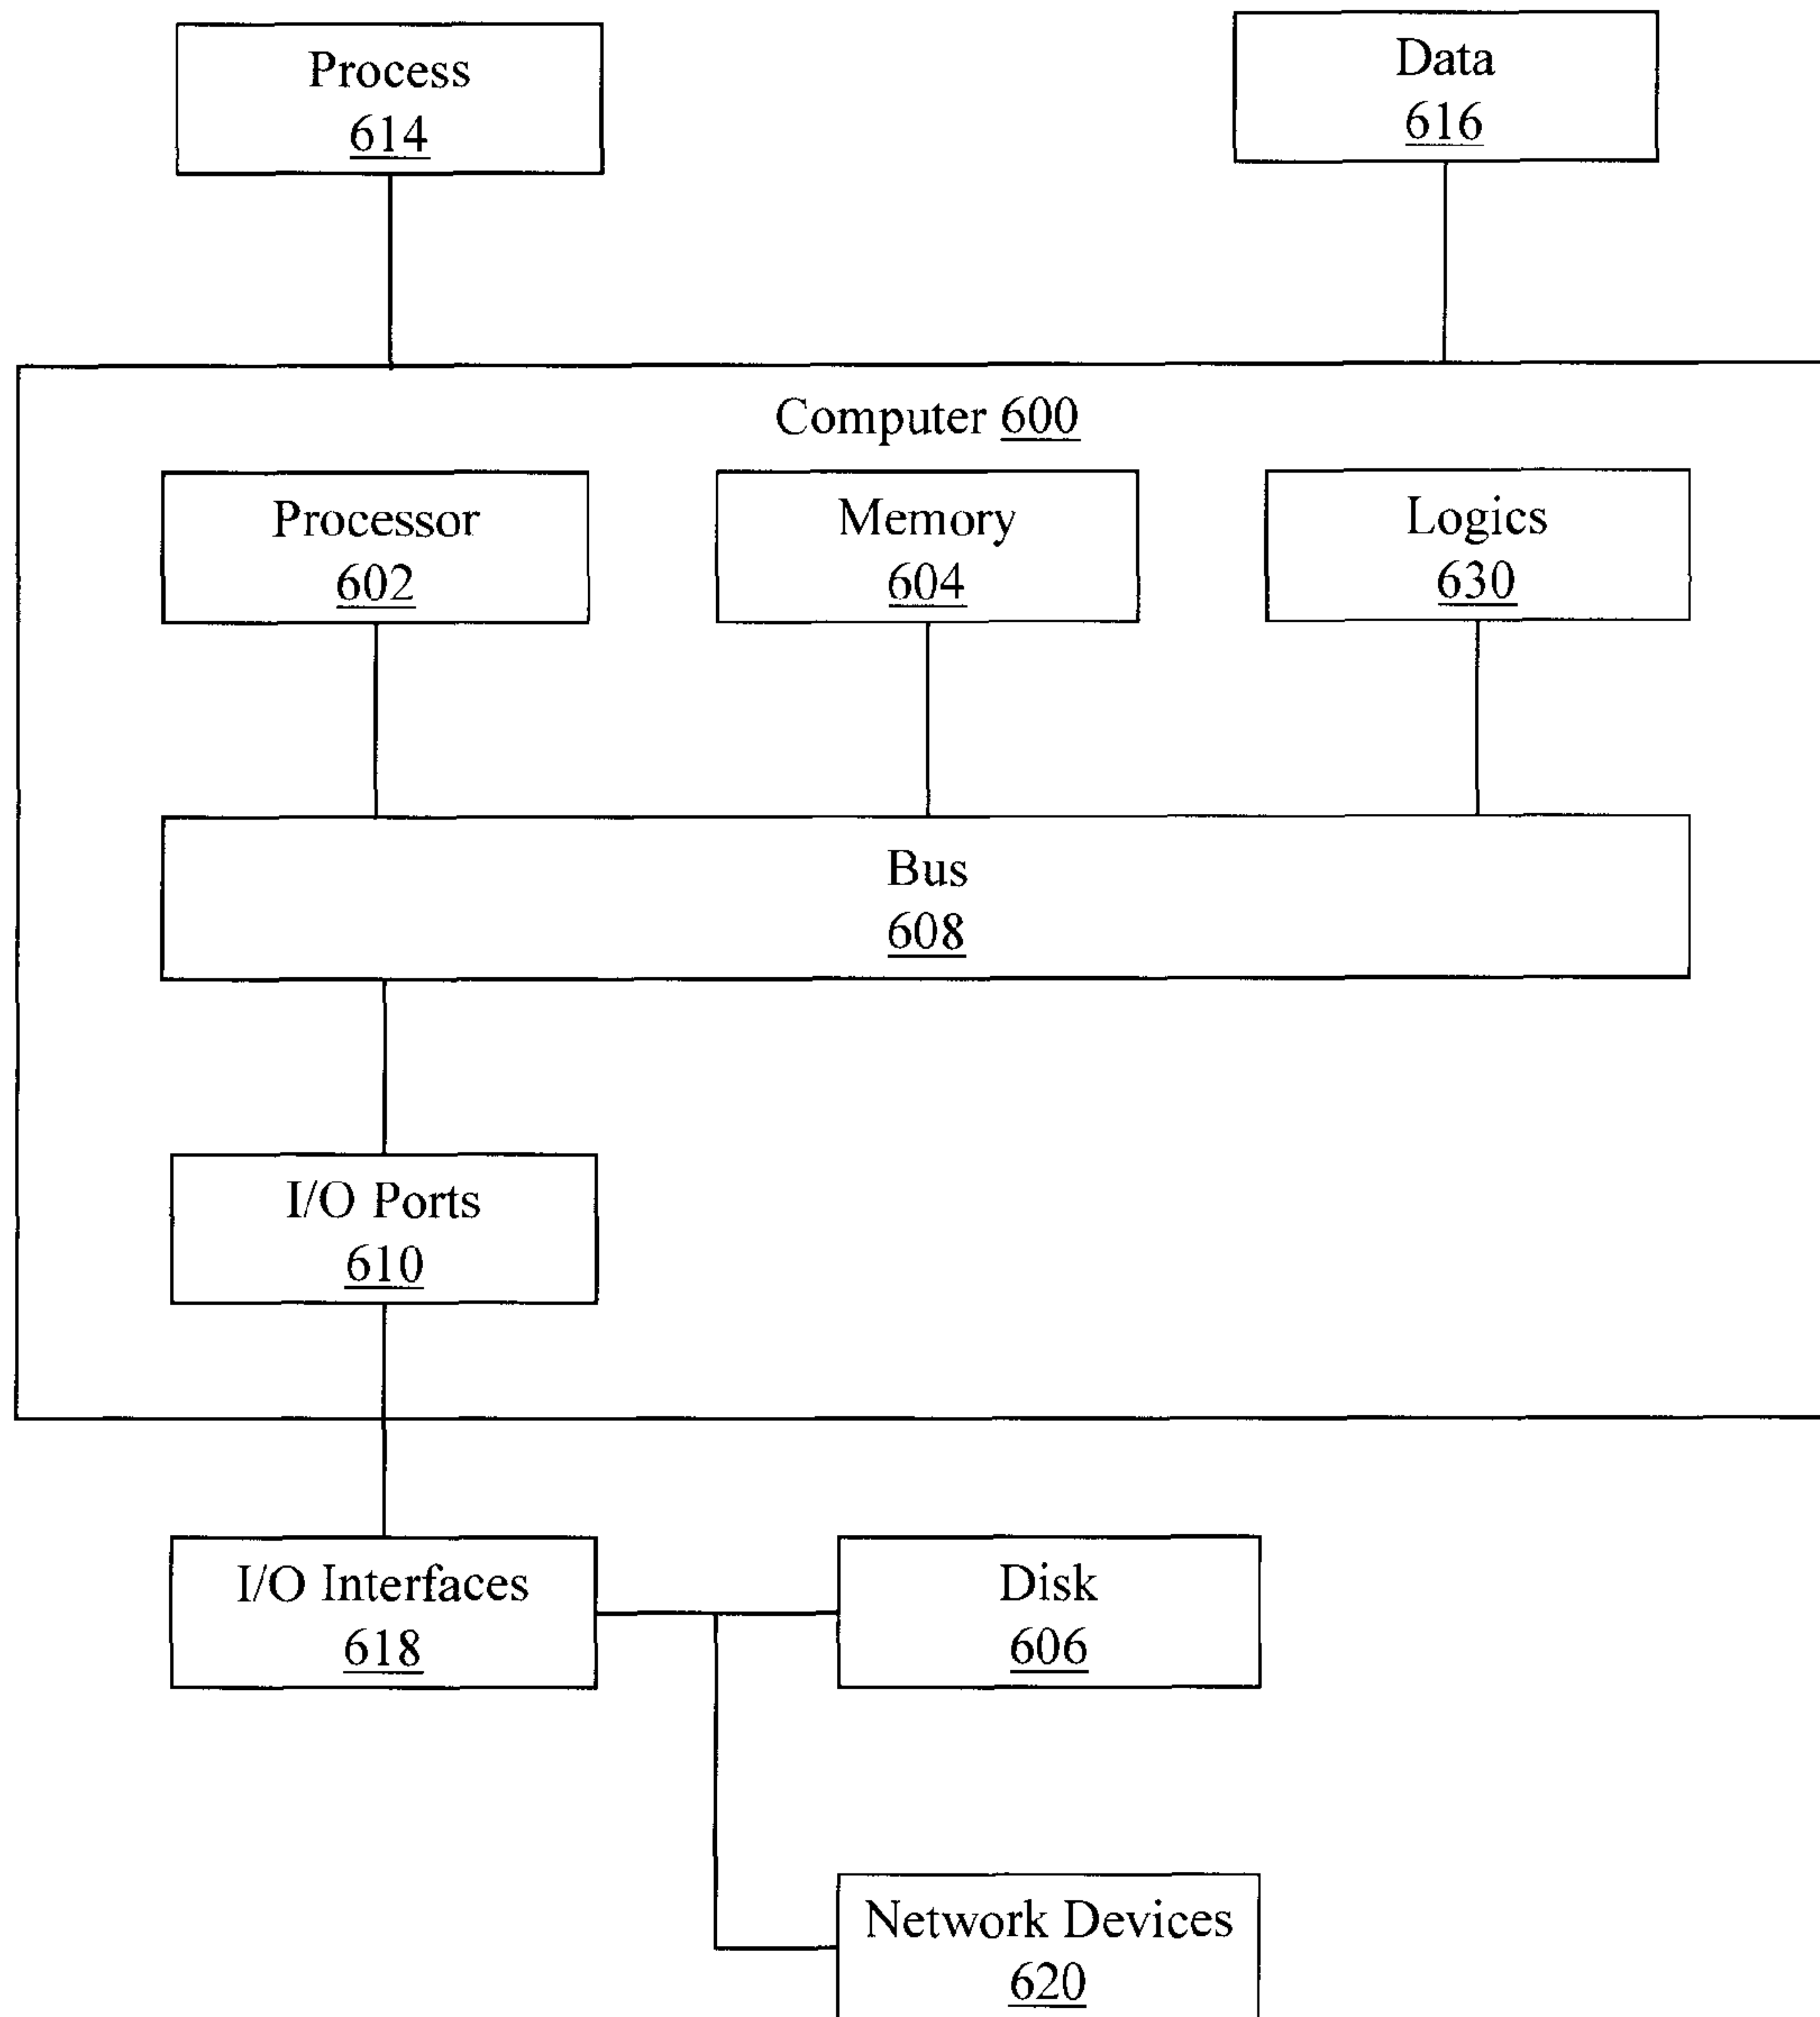 Process
614
Data
616
Computer 600
Processor
602
Memory
604
Logics
630
Bus
608
I/O Ports
610
I/O Interfaces
618
Disk
606
Network Devices
620